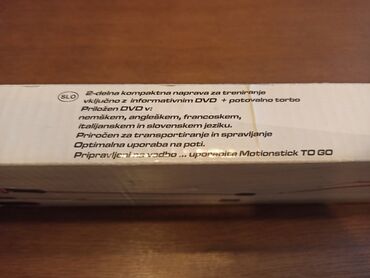 SLO
2-delna kompaktna naprava za treniranje
vključno z informativnim DVD + potovalno torbo
Priložen DVD v:
nemškem, angleškem, francoskem,
italijanskem in slovenskem jeziku.
Priročen za transportiranje in spravljanje
Optimalna uporaba na poti.
Pripravljeni na vadbo ... uporabite Motionstick TO GO